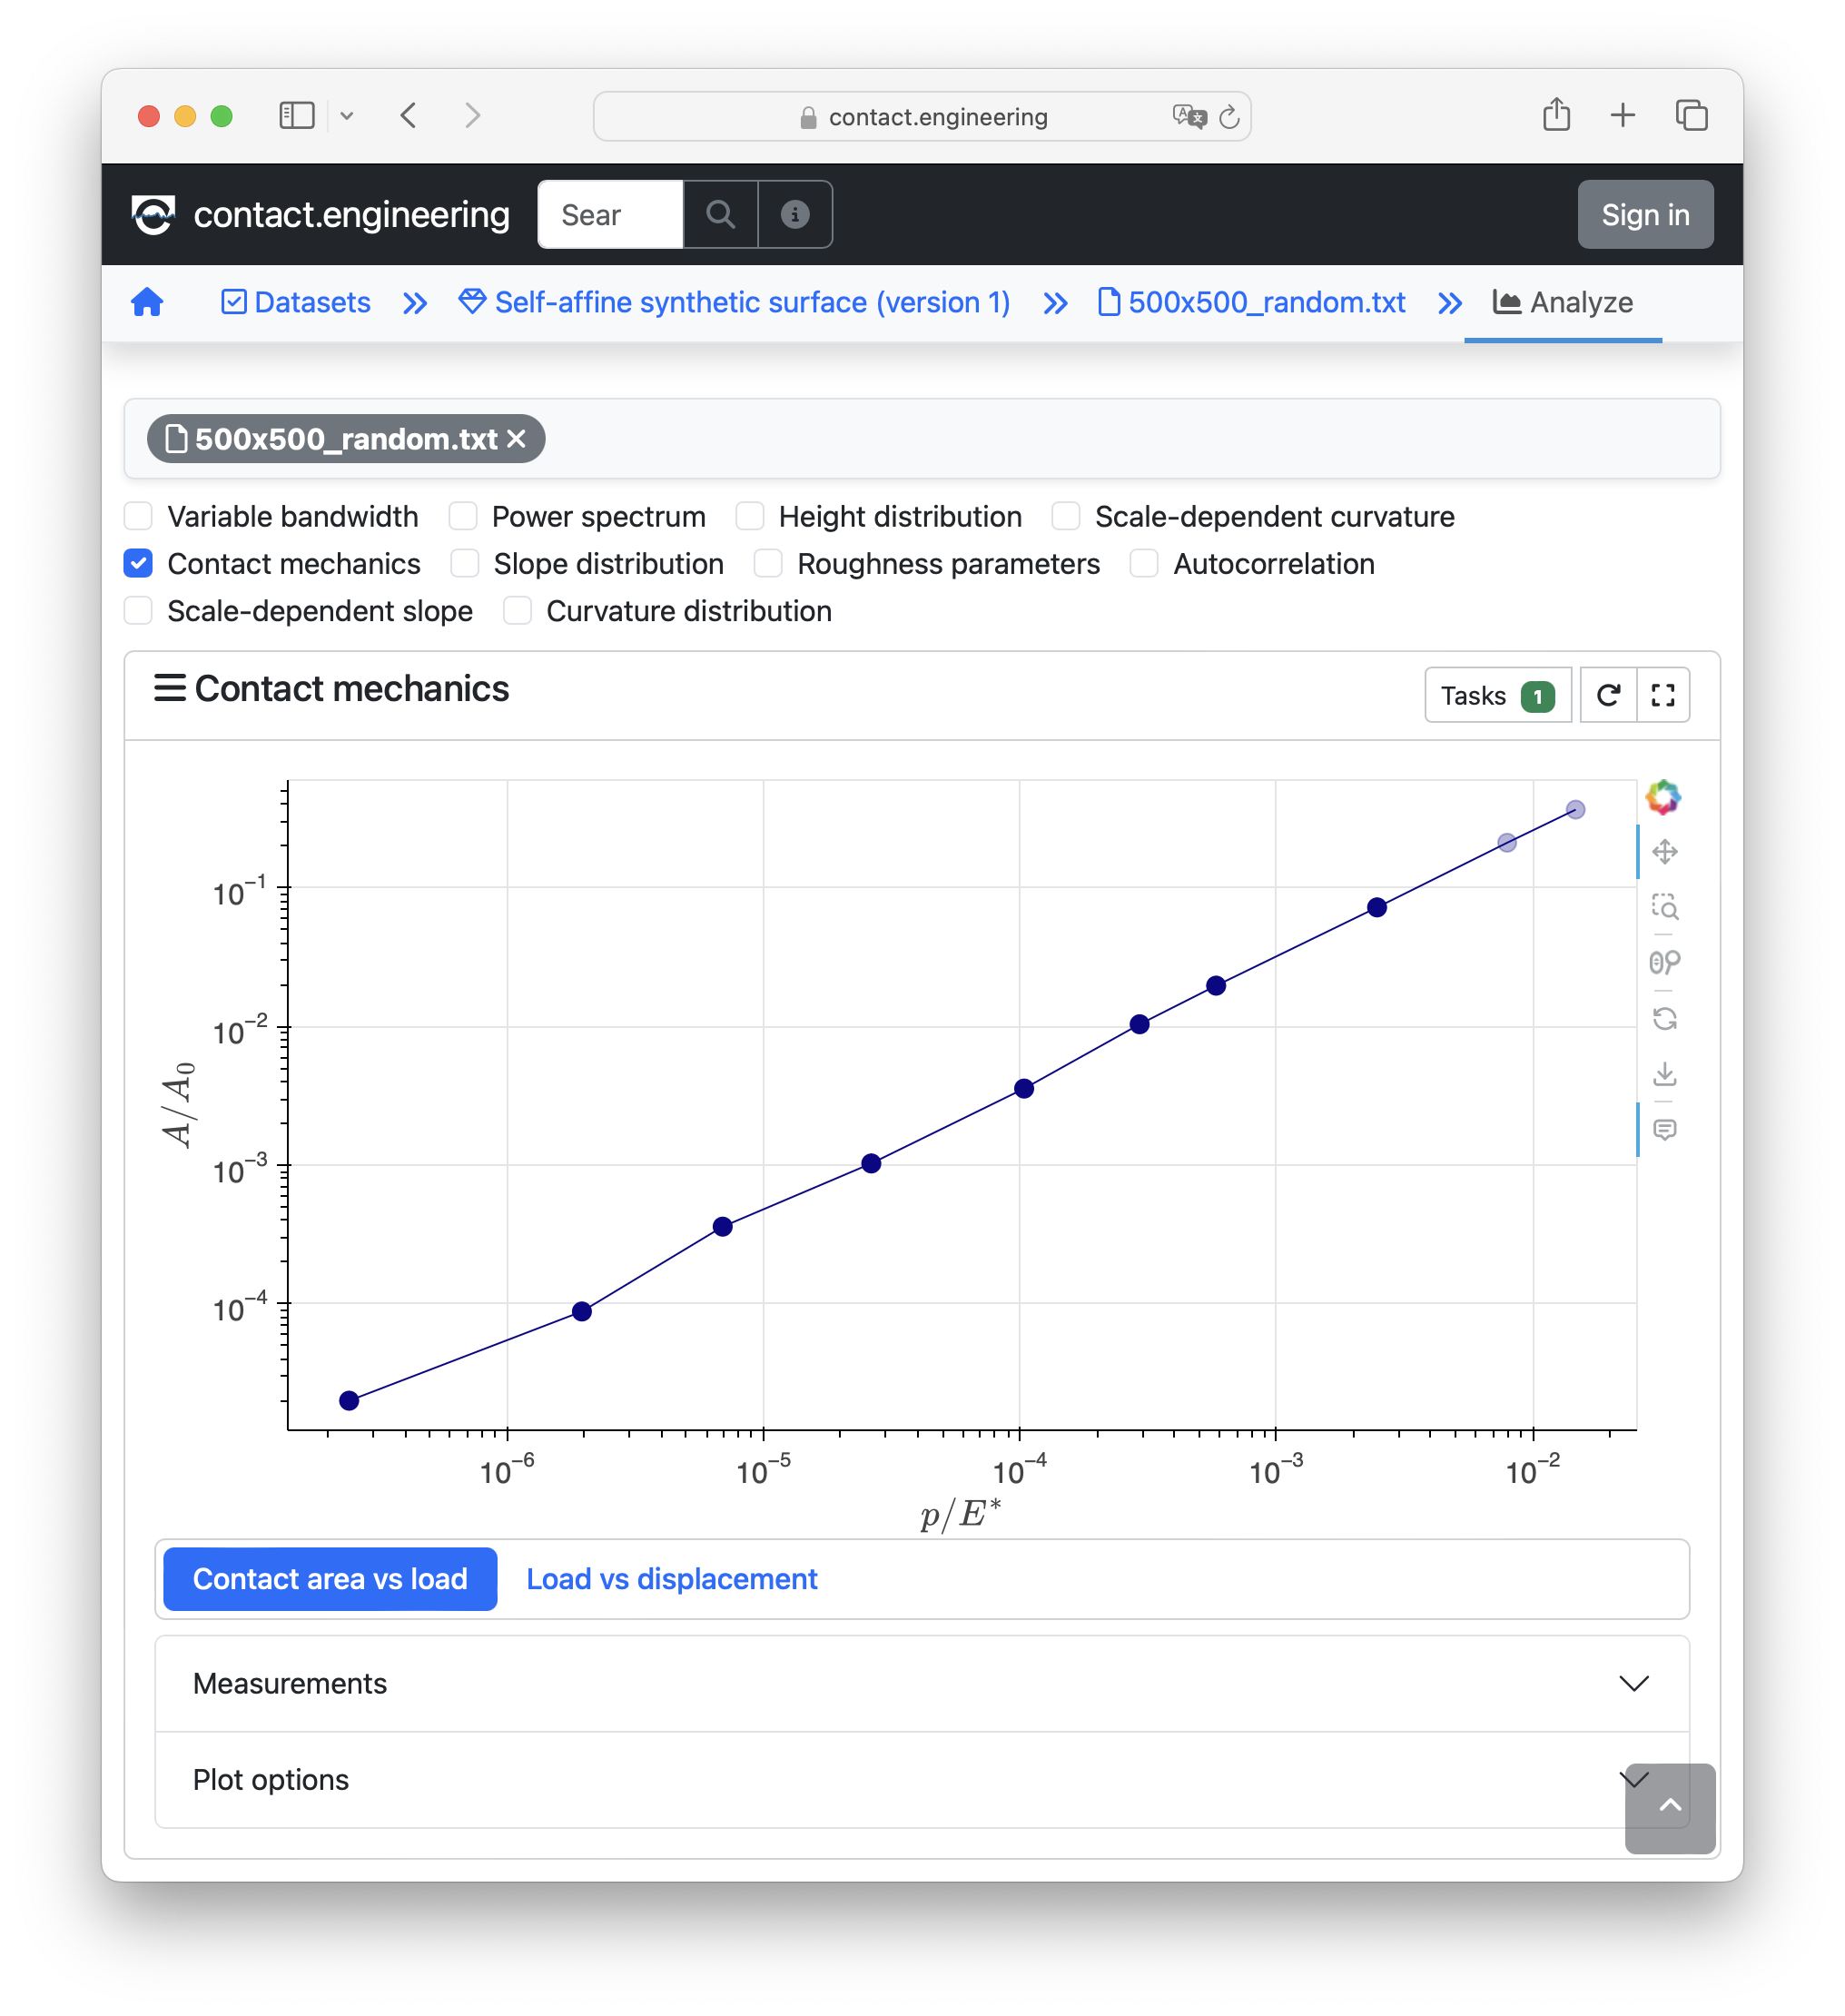 contact.engineering
contact.engineering Sear Sign in
Datasets Self-affine synthetic surface (version 1) 500x500_random.txt Analyze
500x500_random.txt
Variable bandwidth Power spectrum Height distribution Scale-dependent curvature
Contact mechanics Slope distribution Roughness parameters Autocorrelation
Scale-dependent slope Curvature distribution
Contact mechanics Tasks 1
10⁻¹
10⁻²
10⁻³
10⁻⁴
A/A₀
10⁻⁶ 10⁻⁵ 10⁻⁴ 10⁻³ 10⁻²
p/E*
Contact area vs load Load vs displacement
Measurements
Plot options